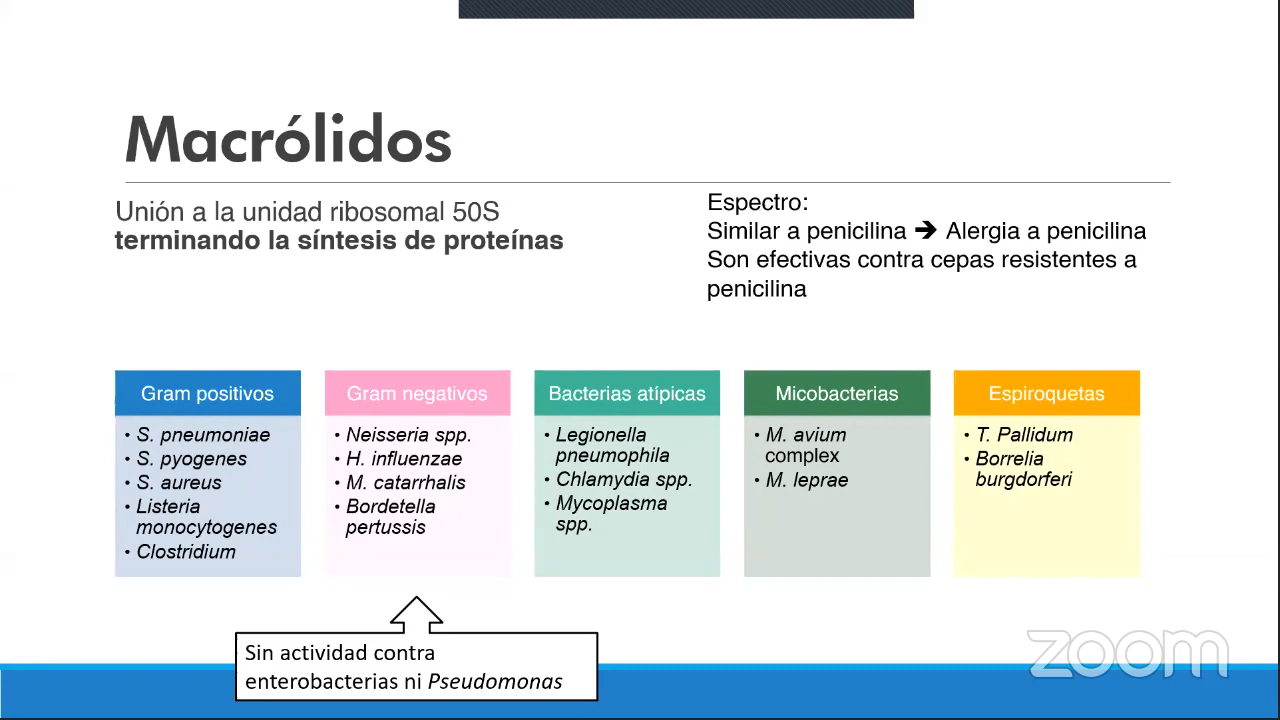 Macrólidos
Unión a la unidad ribosomal 50S
terminando la síntesis de proteínas
Espectro:
Similar a penicilina ➔ Alergia a penicilina
Son efectivas contra cepas resistentes a
penicilina
Gram positivos
• S. pneumoniae
• S. pyogenes
• S. aureus
• Listeria
monocytogenes
• Clostridium
Gram negativos
• Neisseria spp.
• H. influenzae
• M. catarrhalis
• Bordetella
pertussis
Bacterias atípicas
• Legionella
pneumophila
• Chlamydia spp.
• Mycoplasma
spp.
Micobacterias
• M. avium
complex
• M. leprae
Espiroquetas
• T. Pallidum
• Borrelia
burgdorferi
Sin actividad contra
enterobacterias ni Pseudomonas
zoom